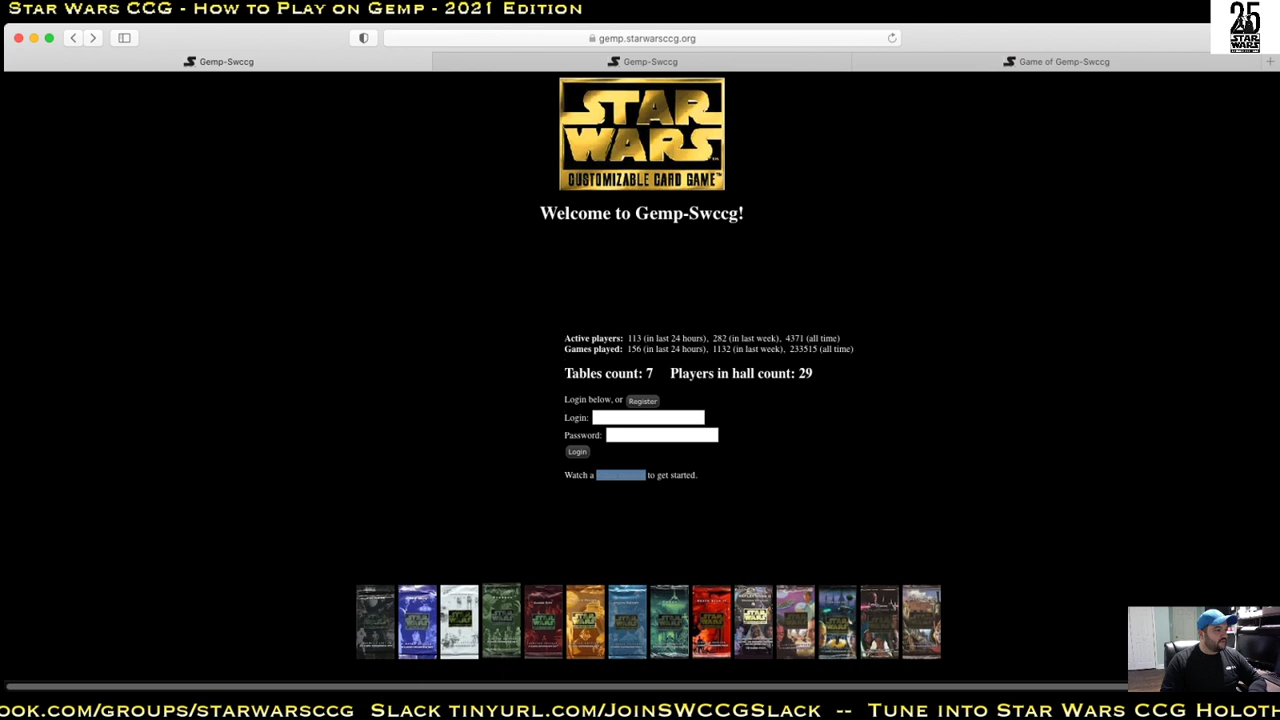 Star Wars CCG - How to Play on Gemp - 2021 Edition
25
STAR
WARS
gemp.starwarsccg.org
Gemp-Swccg
Gemp-Swccg
Game of Gemp-Swccg
STAR
WARS
CUSTOMIZABLE CARD GAME™
Welcome to Gemp-Swccg!
Active players: 113 (in last 24 hours), 282 (in last week), 4371 (all time)
Games played: 156 (in last 24 hours), 1132 (in last week), 233515 (all time)
Tables count: 7 Players in hall count: 29
Login below, or Register
Login:
Password:
Login
Watch a to get started.
ook.com/groups/starwarsccg Slack tinyurl.com/JoinSWCCGSlack -- Tune into Star Wars CCG Holoth